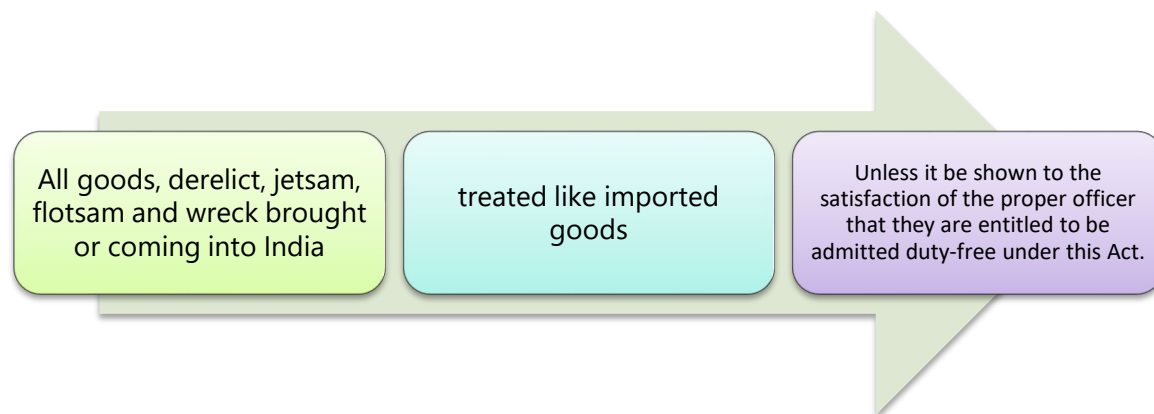 All goods, derelict, jetsam,
flotsam and wreck brought
or coming into India
treated like imported
goods
Unless it be shown to the
satisfaction of the proper officer
that they are entitled to be
admitted duty-free under this Act.